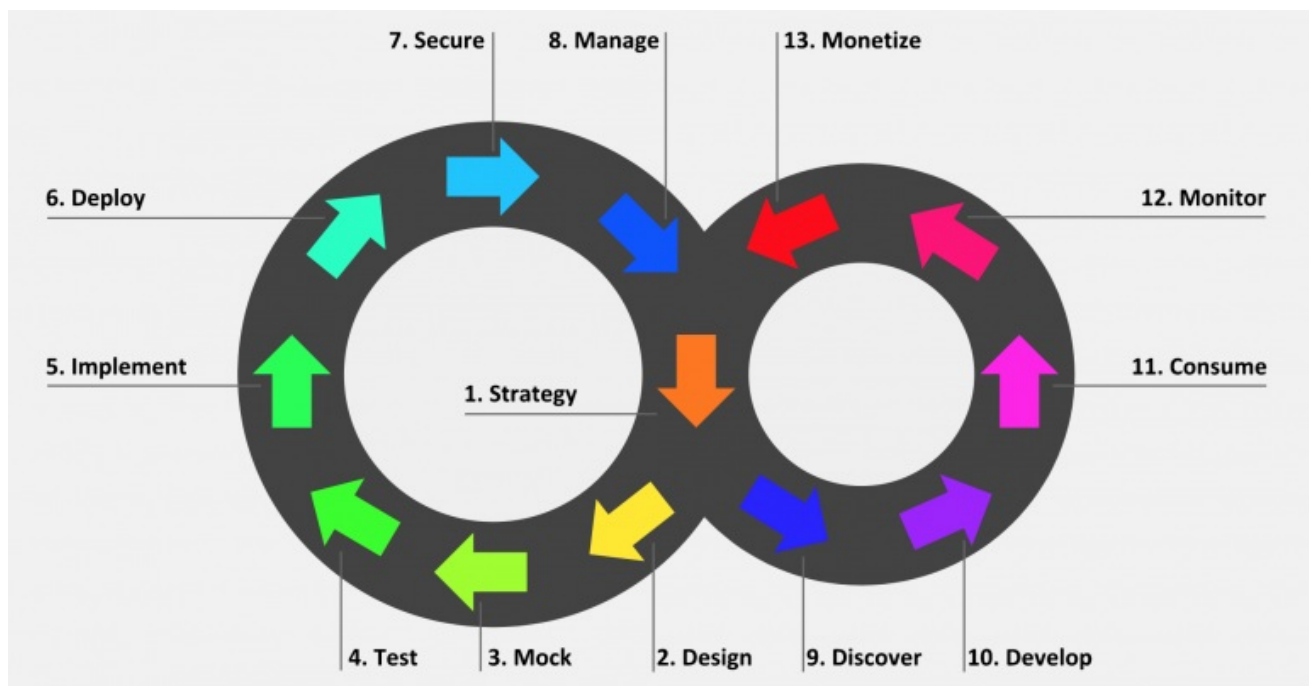 7. Secure
8. Manage
13. Monetize
6. Deploy
12. Monitor
5. Implement
11. Consume
1. Strategy
4. Test
3. Mock
2. Design
9. Discover
10. Develop